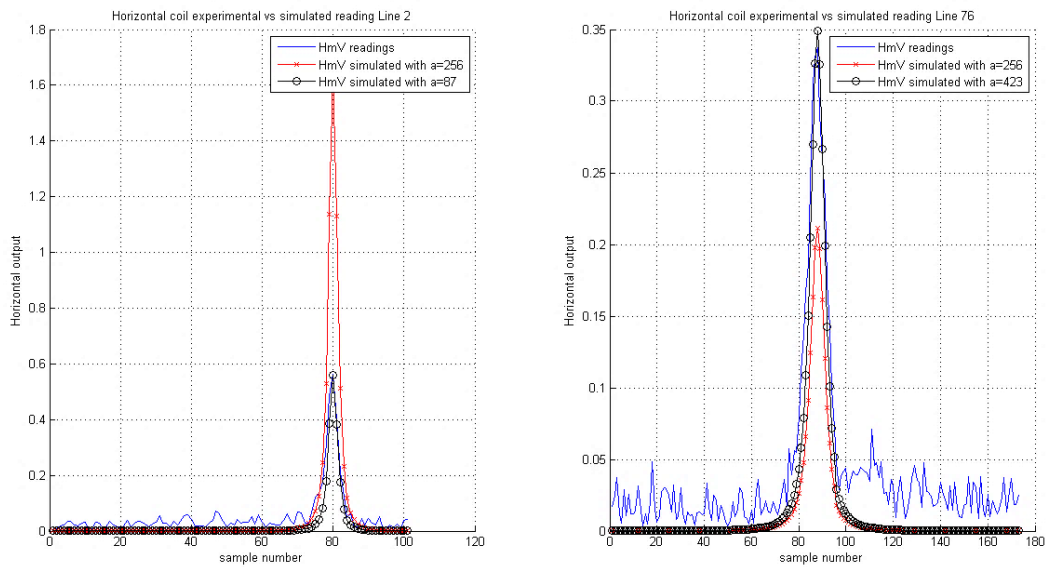 Horizontal coil experimental vs simulated reading Line 2
1.8
1.6
1.4
1.2
1
0.8
0.6
0.4
0.2
0
Horizontal output
HmV readings
HmV simulated with a=256
HmV simulated with a=87
0
20
40
60
80
100
120
sample number
Horizontal coil experimental vs simulated reading Line 76
0.35
0.3
0.25
0.2
0.15
0.1
0.05
0
Horizontal output
HmV readings
HmV simulated with a=256
HmV simulated with a=423
0
20
40
60
80
100
120
140
160
180
sample number